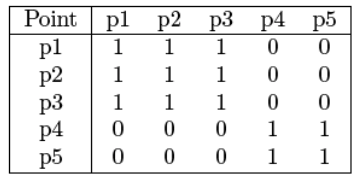 Point p1 p2 p3 p4 p5
p1 1 1 1 0 0
p2 1 1 1 0 0
p3 1 1 1 0 0
p4 0 0 0 1 1
p5 0 0 0 1 1